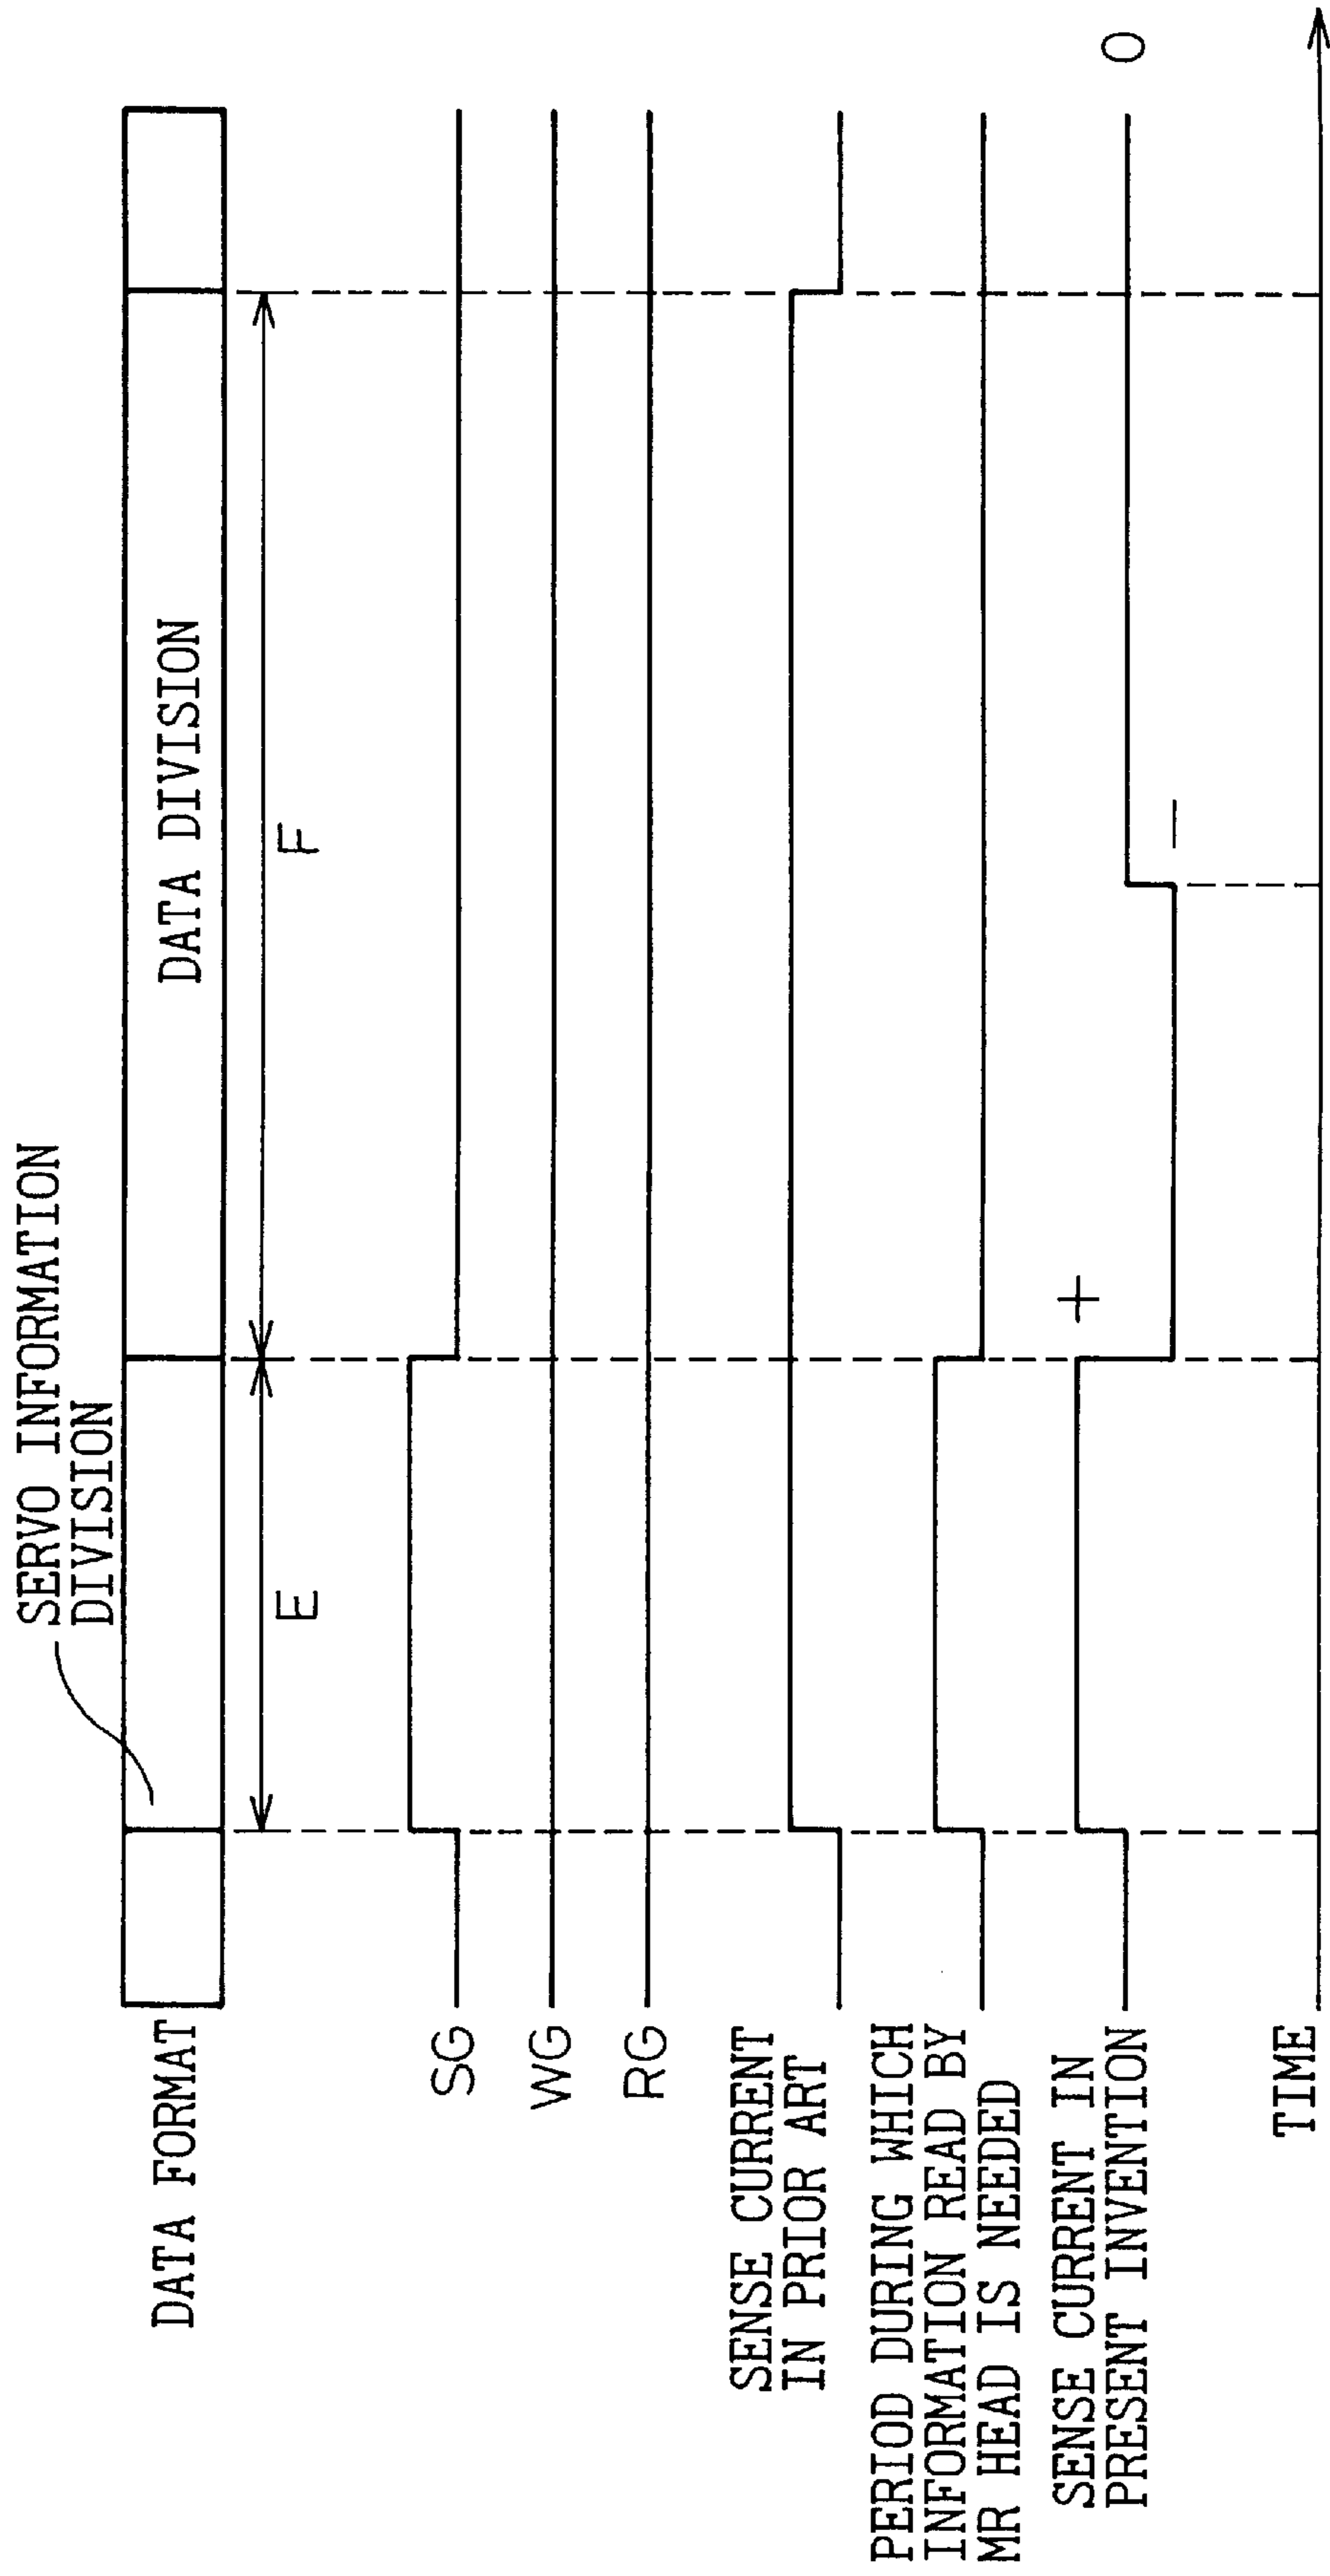 SERVO INFORMATION
DIVISION
DATA FORMAT
DATA DIVISION
E
F
SG
WG
RG
SENSE CURRENT
IN PRIOR ART
PERIOD DURING WHICH
INFORMATION READ BY
MR HEAD IS NEEDED
SENSE CURRENT IN
PRESENT INVENTION
+
—
0
TIME